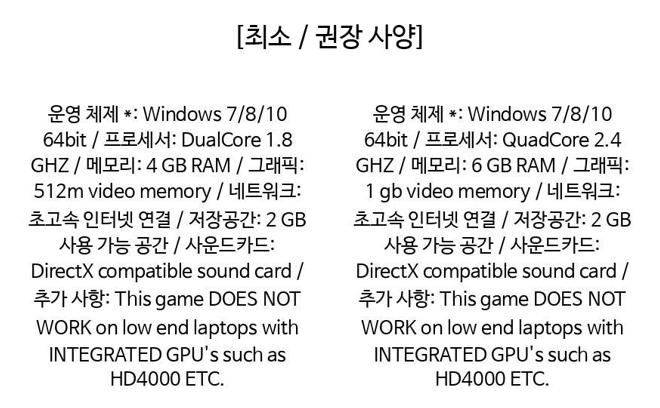 [최소 / 권장 사양]
운영 체제 *: Windows 7/8/10
64bit / 프로세서: DualCore 1.8
GHZ / 메모리: 4 GB RAM / 그래픽:
512m video memory / 네트워크:
초고속 인터넷 연결 / 저장공간: 2 GB
사용 가능 공간 / 사운드카드:
DirectX compatible sound card /
추가 사항: This game DOES NOT
WORK on low end laptops with
INTEGRATED GPU's such as
HD4000 ETC.
운영 체제 *: Windows 7/8/10
64bit / 프로세서: QuadCore 2.4
GHZ / 메모리: 6 GB RAM / 그래픽:
1 gb video memory / 네트워크:
초고속 인터넷 연결 / 저장공간: 2 GB
사용 가능 공간 / 사운드카드:
DirectX compatible sound card /
추가 사항: This game DOES NOT
WORK on low end laptops with
INTEGRATED GPU's such as
HD4000 ETC.